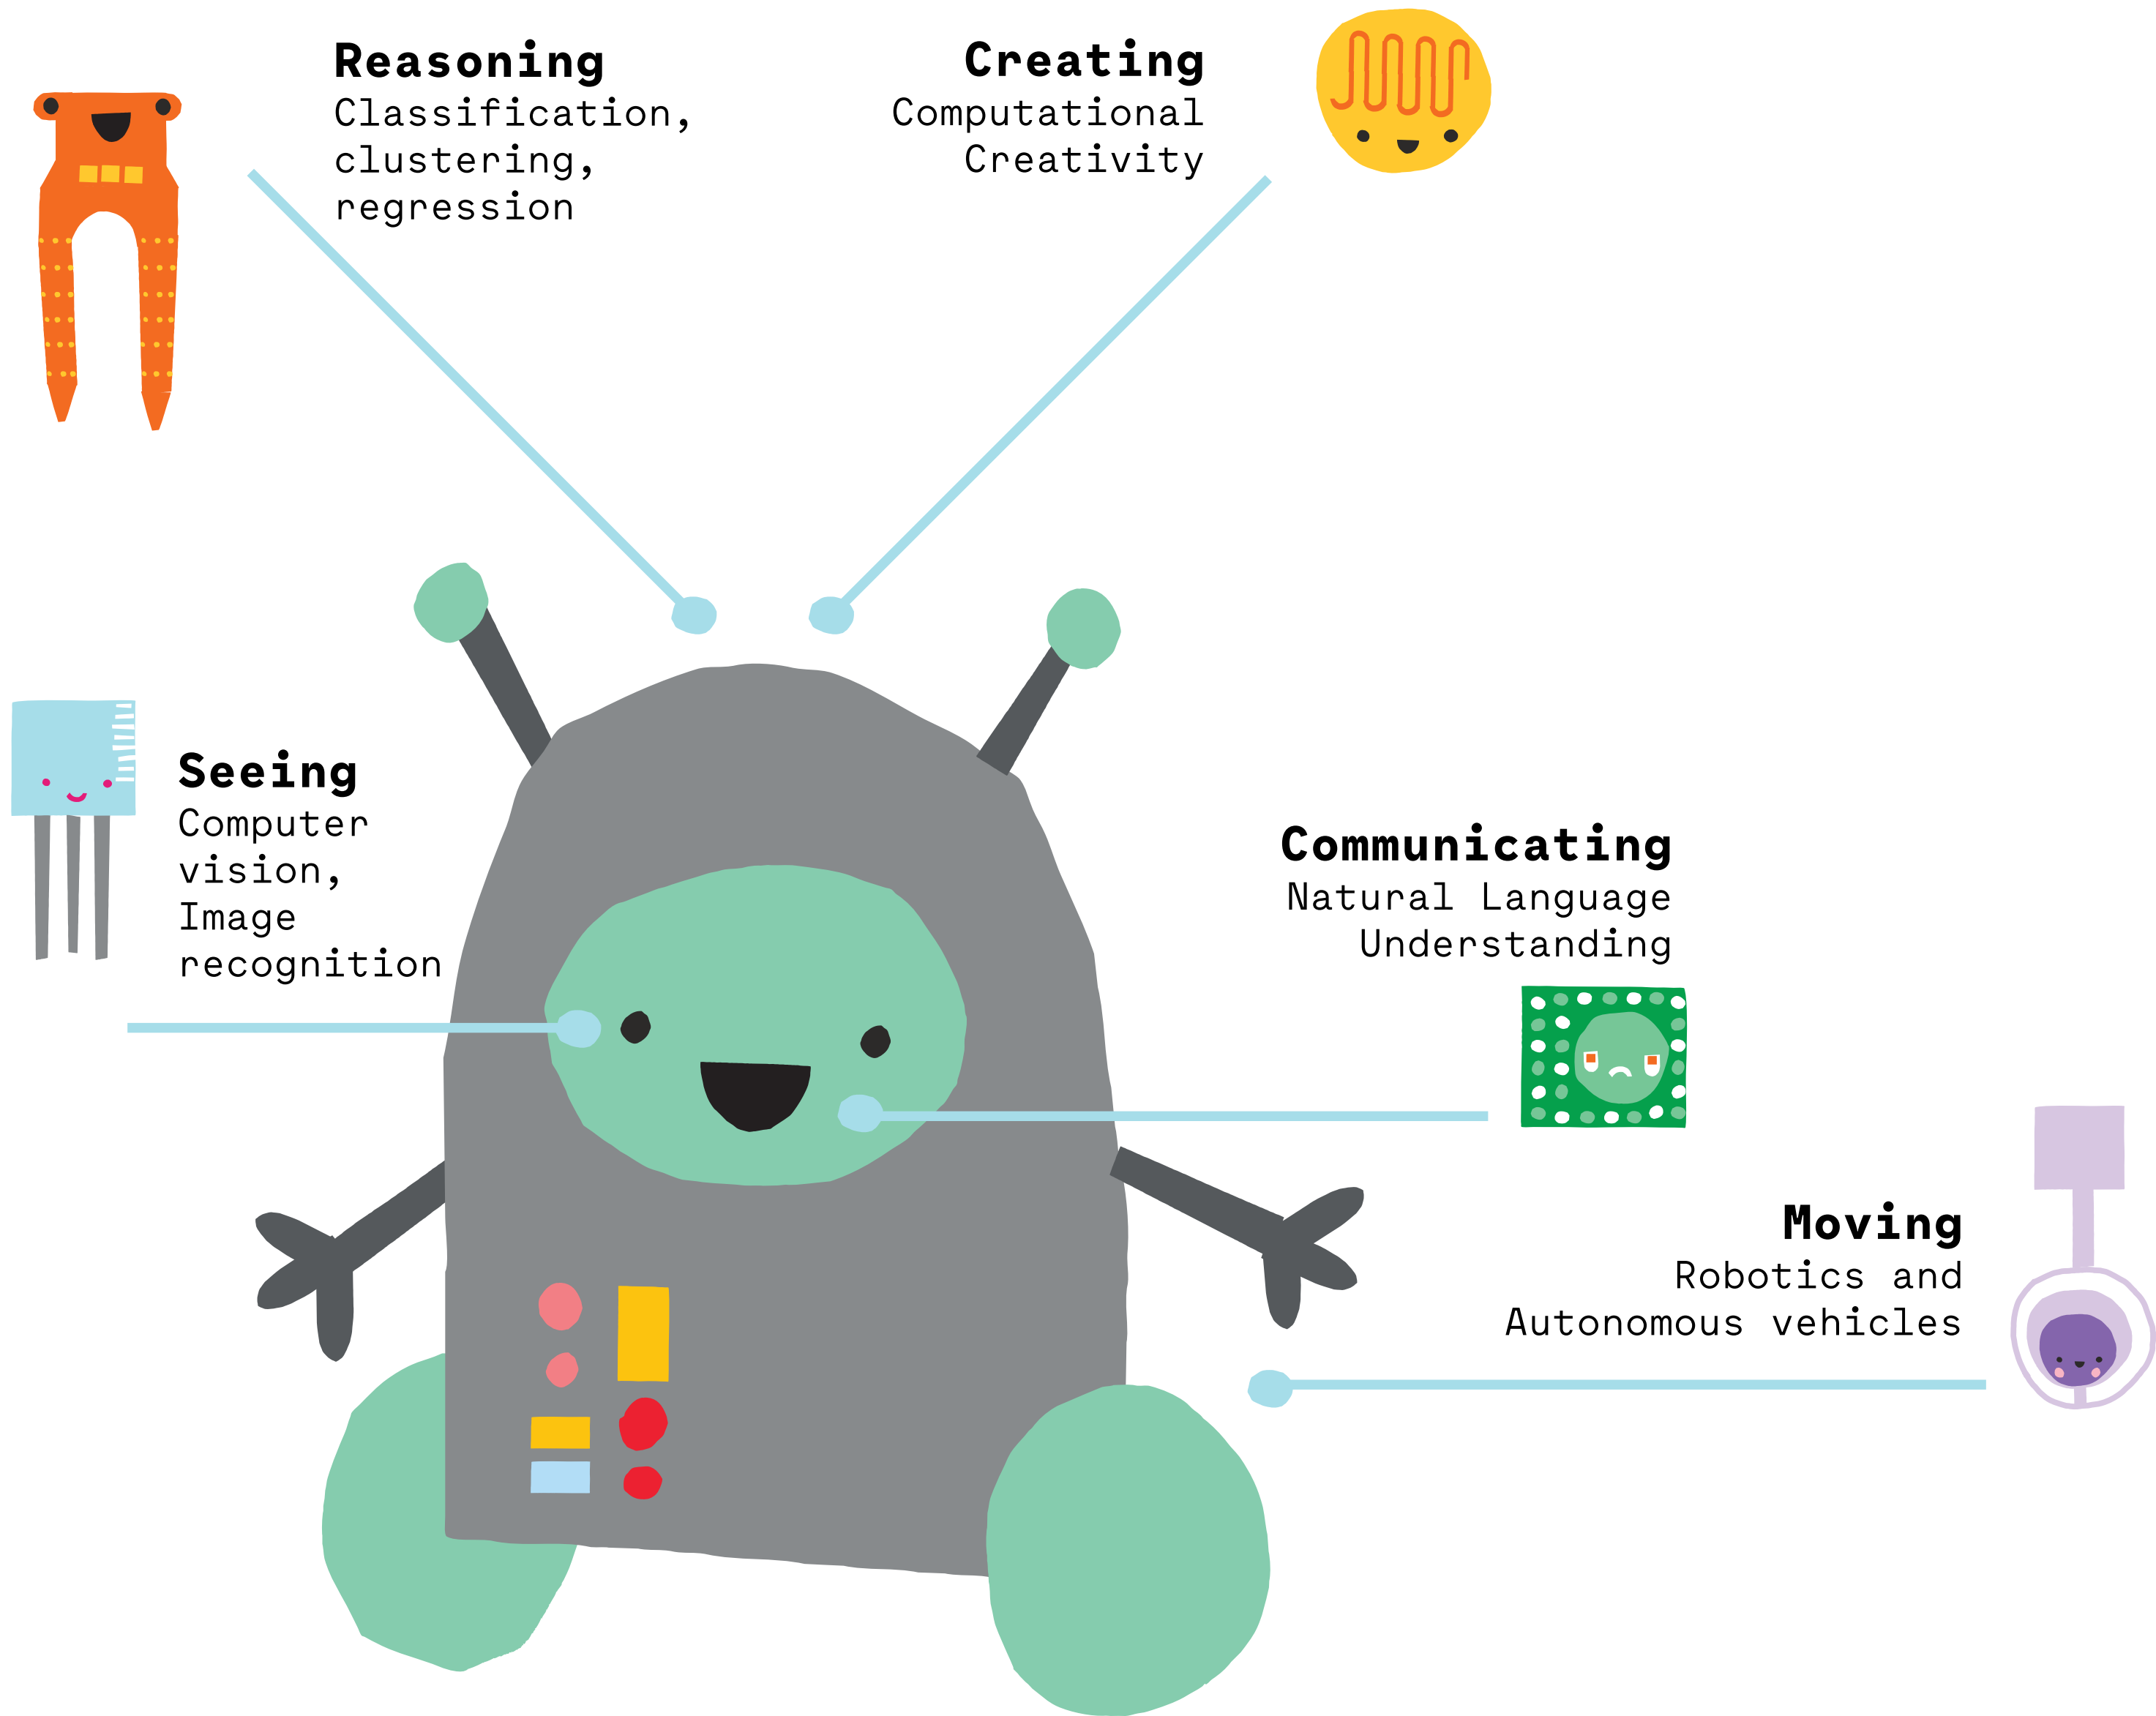 Reasoning
Classification,
clustering,
regression
Creating
Computational
Creativity
Seeing
Computer
vision,
Image
recognition
Communicating
Natural Language
Understanding
Moving
Robotics and
Autonomous vehicles